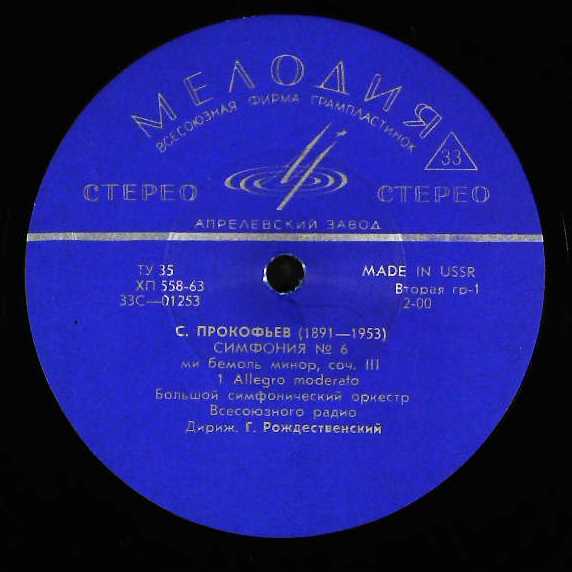 МЕЛОДИЯ
ВСЕСОЮЗНАЯ ФИРМА ГРАМПЛАСТИНОК
33
СТЕРЕО СТЕРЕО
АПРЕЛЕВСКИЙ ЗАВОД
ТУ 35 MADE IN USSR
ХП 558-63 Вторая гр-1
33С—01253 2-00
С. ПРОКОФЬЕВ (1891—1953)
СИМФОНИЯ № 6
ми бемоль минор, соч. III
1 Allegro moderato
Большой симфонический оркестр
Всесоюзного радио
Дириж. Г. Рождественский